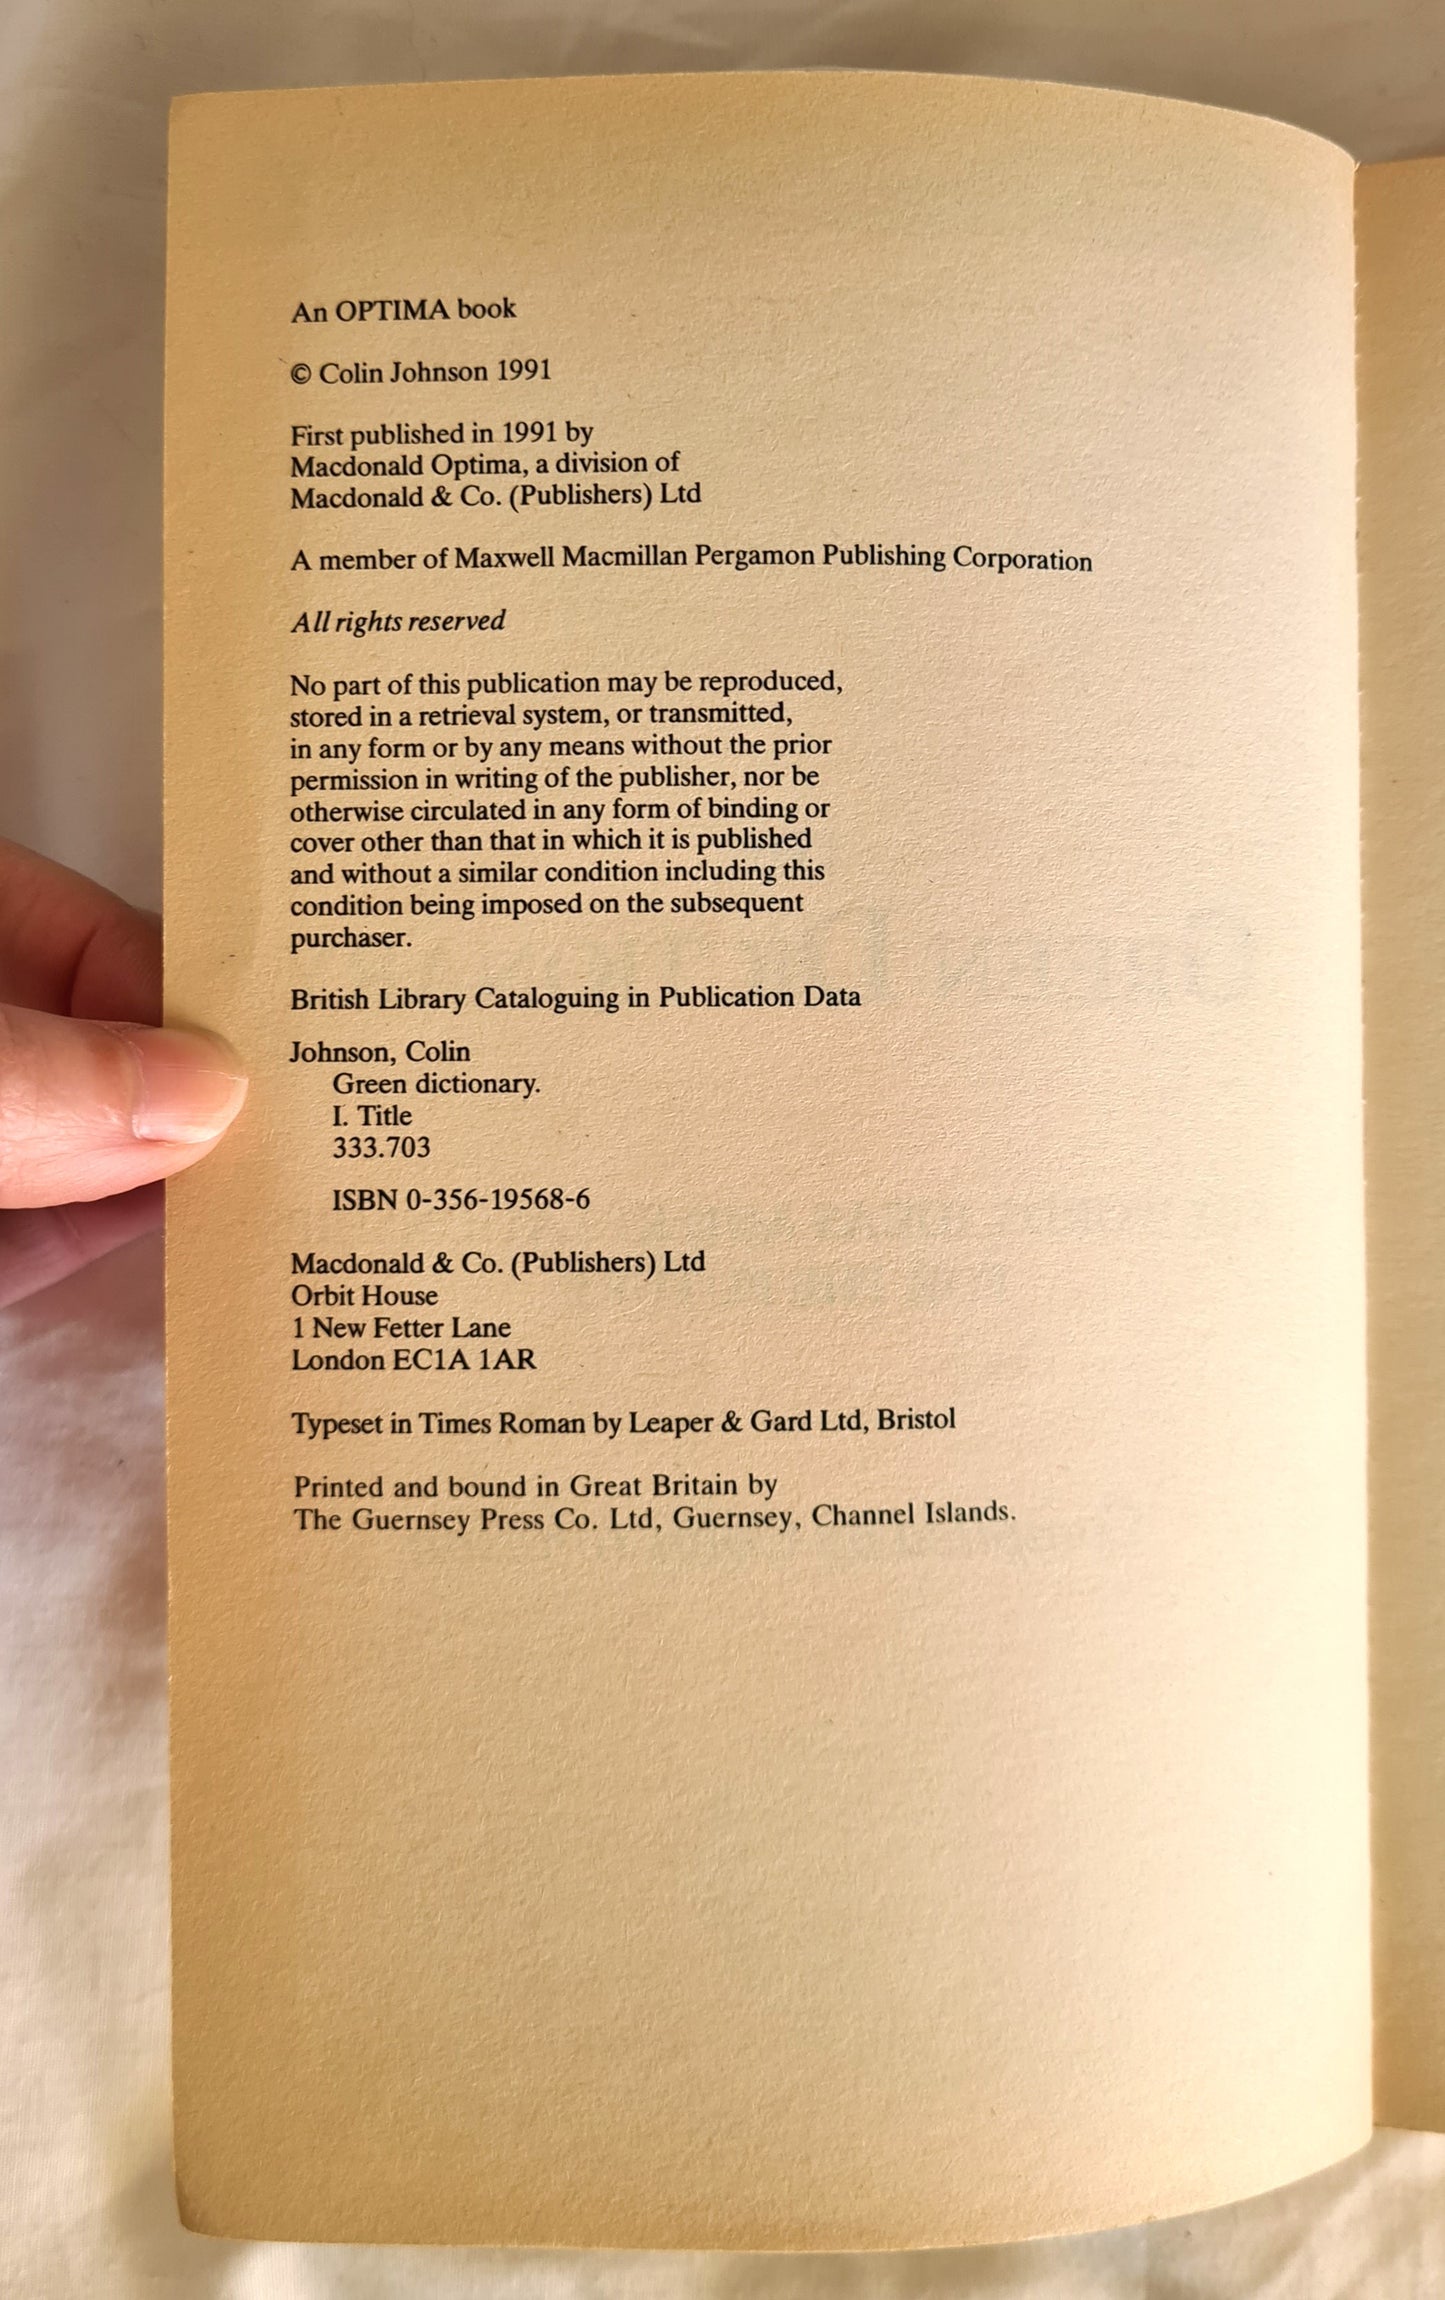 An OPTIMA book
© Colin Johnson 1991
First published in 1991 by
Macdonald Optima, a division of
Macdonald & Co. (Publishers) Ltd
A member of Maxwell Macmillan Pergamon Publishing Corporation
All rights reserved
No part of this publication may be reproduced,
stored in a retrieval system, or transmitted,
in any form or by any means without the prior
permission in writing of the publisher, nor be
otherwise circulated in any form of binding or
cover other than that in which it is published
and without a similar condition including this
condition being imposed on the subsequent
purchaser.
British Library Cataloguing in Publication Data
Johnson, Colin
Green dictionary.
I. Title
333.703
ISBN 0-356-19568-6
Macdonald & Co. (Publishers) Ltd
Orbit House
1 New Fetter Lane
London EC1A 1AR
Typeset in Times Roman by Leaper & Gard Ltd, Bristol
Printed and bound in Great Britain by
The Guernsey Press Co. Ltd, Guernsey, Channel Islands.